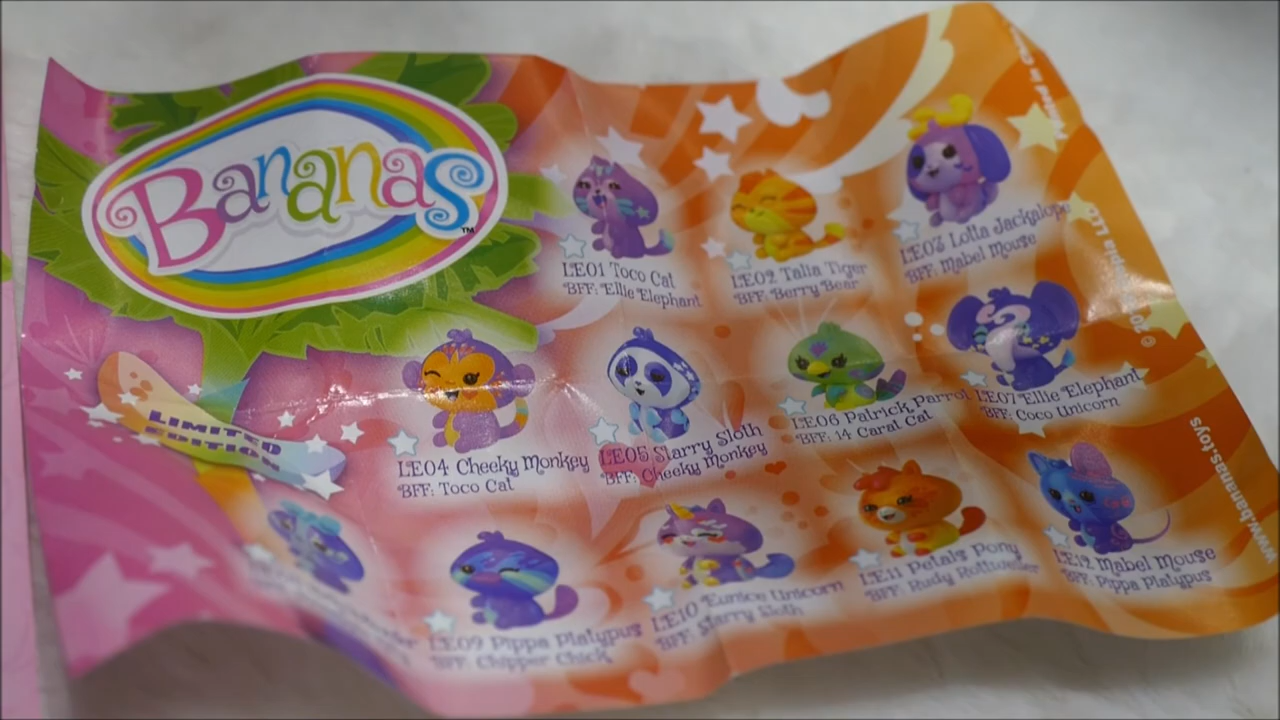 Bananas™
LIMITED
EDITION
LE01 Toco Cat
BFF: Ellie Elephant
LE02 Talia Tiger
BFF: Berry Bear
LE03 Lolla Jackalope
BFF: Mabel Mouse
LE04 Cheeky Monkey
BFF: Toco Cat
LE05 Starry Sloth
BFF: Cheeky Monkey
LE06 Patrick Parrot
BFF: 14 Carat Cat
LE07 Ellie Elephant
BFF: Coco Unicorn
LE09 Pippa Platypus
BFF: Chipper Chick
LE10 Eunice Unicorn
BFF: Starry Sloth
LE11 Petals Pony
BFF: Rudy Rottweiler
LE12 Mabel Mouse
BFF: Pippa Platypus
www.bananas.toys